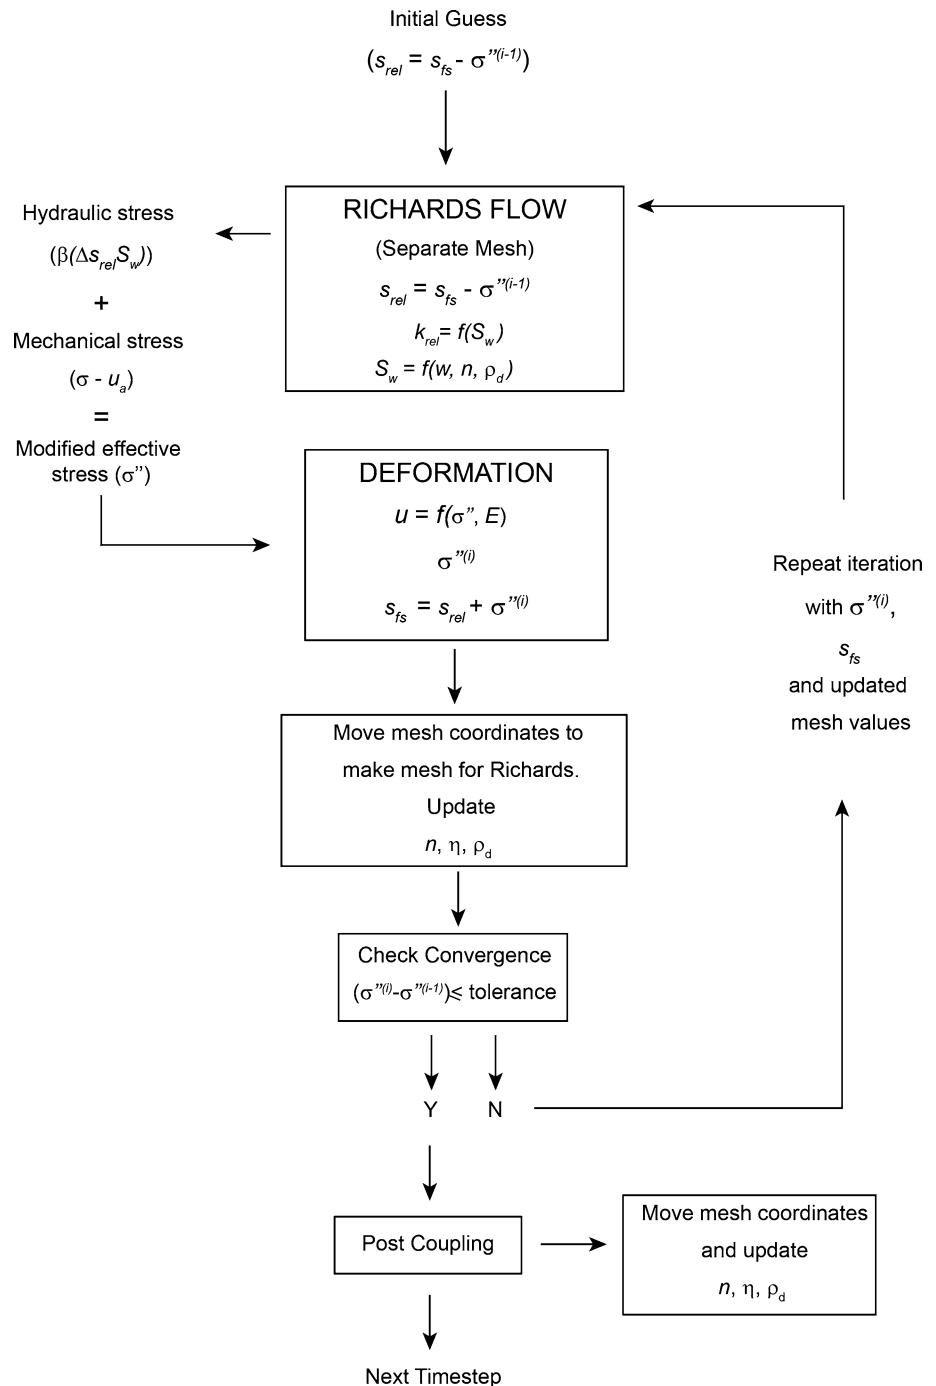 Initial Guess
(s_rel = s_fs - σ”(i-1))
RICHARDS FLOW
(Separate Mesh)
s_rel = s_fs - σ”(i-1)
k_rel = f(S_w)
S_w = f(w, n, ρ_d)
Hydraulic stress
(β(Δs_rel S_w))
+
Mechanical stress
(σ - u_a)
=
Modified effective
stress (σ”)
DEFORMATION
u = f(σ”, E)
σ”(i)
s_fs = s_rel + σ”(i)
Move mesh coordinates to
make mesh for Richards.
Update
n, η, ρ_d
Check Convergence
(σ”(i)-σ”(i-1))⩽ tolerance
Y N
Repeat iteration
with σ”(i),
s_fs
and updated
mesh values
Post Coupling
Move mesh coordinates
and update
n, η, ρ_d
Next Timestep